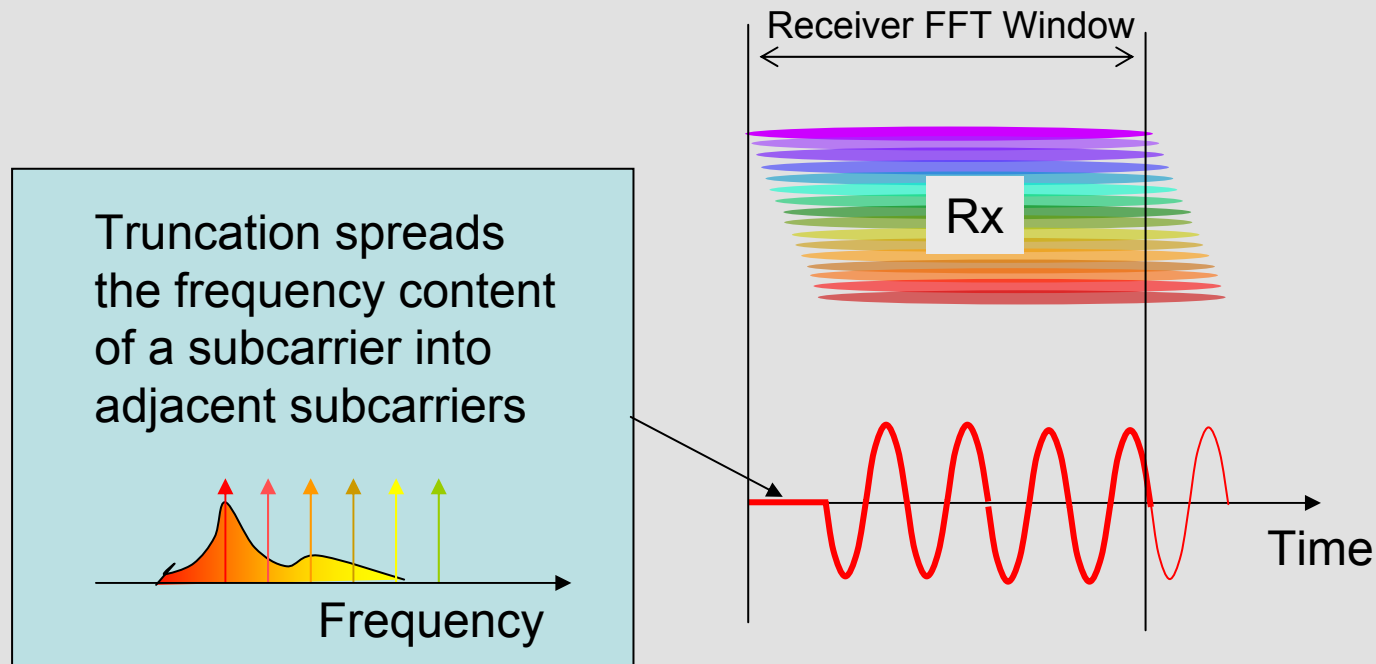 Receiver FFT Window
Rx
Truncation spreads
the frequency content
of a subcarrier into
adjacent subcarriers
Frequency
Time